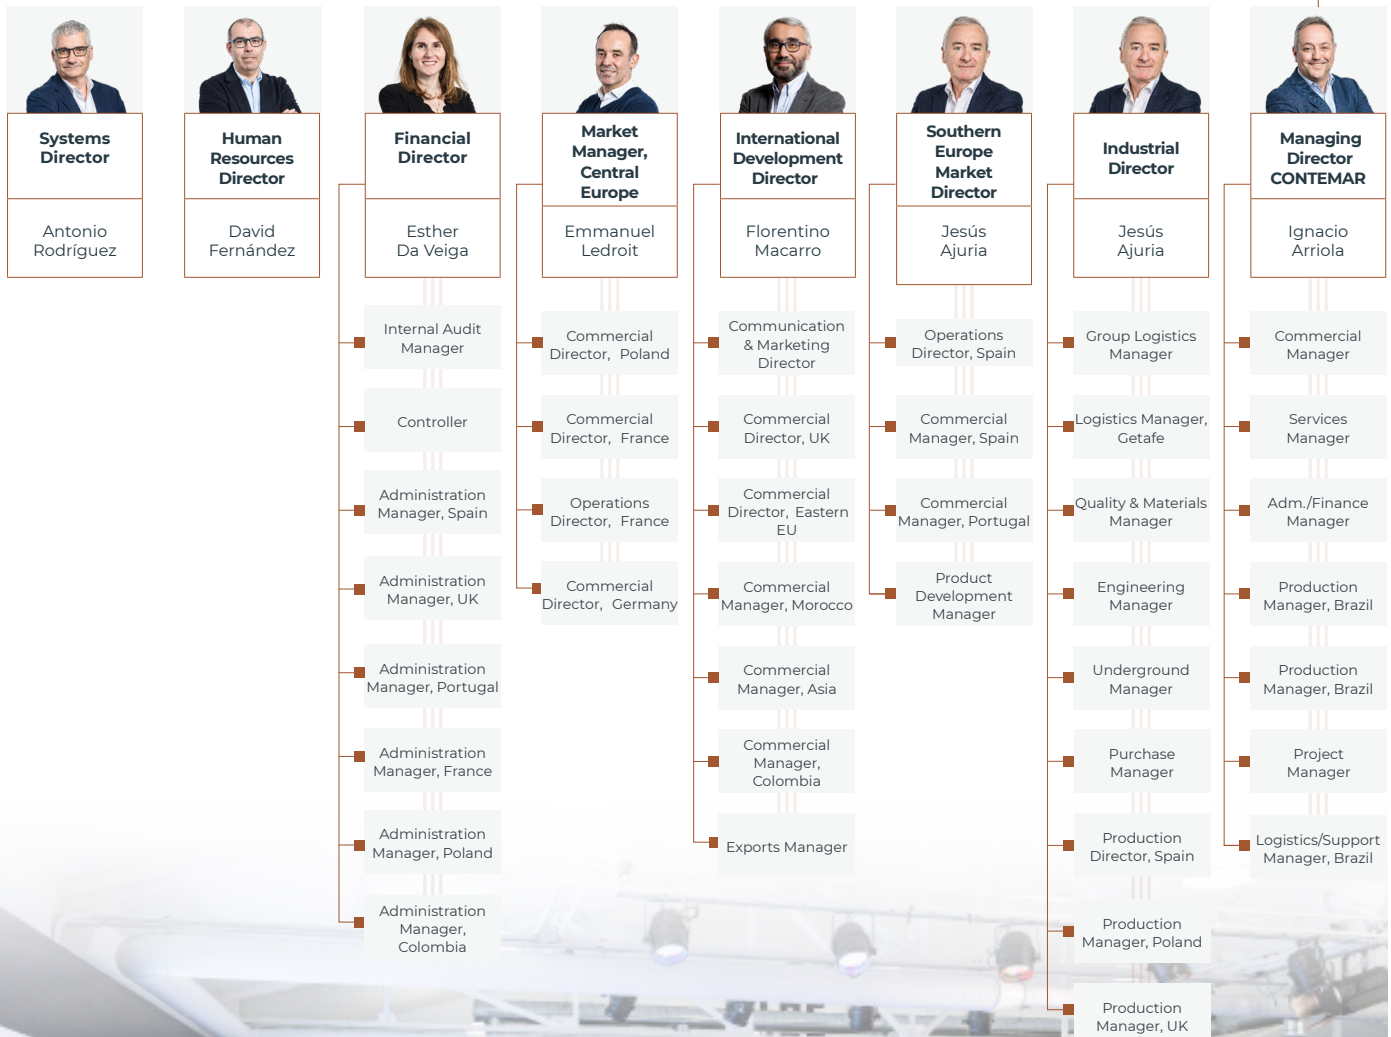 Systems
Director
Antonio
Rodríguez
Human
Resources
Director
David
Fernández
Financial
Director
Esther
Da Veiga
Internal Audit
Manager
Controller
Administration
Manager, Spain
Administration
Manager, UK
Administration
Manager, Portugal
Administration
Manager, France
Administration
Manager, Poland
Administration
Manager,
Colombia
Market
Manager,
Central
Europe
Emmanuel
Ledroit
Commercial
Director, Poland
Commercial
Director, France
Operations
Director, France
Commercial
Director, Germany
International
Development
Director
Florentino
Macarro
Communication
& Marketing
Director
Commercial
Director, UK
Commercial
Director, Eastern
EU
Commercial
Manager, Morocco
Commercial
Manager, Asia
Commercial
Manager,
Colombia
Exports Manager
Southern
Europe
Market
Director
Jesús
Ajuria
Operations
Director, Spain
Commercial
Manager, Spain
Commercial
Manager, Portugal
Product
Development
Manager
Industrial
Director
Jesús
Ajuria
Group Logistics
Manager
Logistics Manager,
Getafe
Quality & Materials
Manager
Engineering
Manager
Underground
Manager
Purchase
Manager
Production
Director, Spain
Production
Manager, Poland
Production
Manager, UK
Managing
Director
CONTEMAR
Ignacio
Arriola
Commercial
Manager
Services
Manager
Adm./Finance
Manager
Production
Manager, Brazil
Production
Manager, Brazil
Project
Manager
Logistics/Support
Manager, Brazil